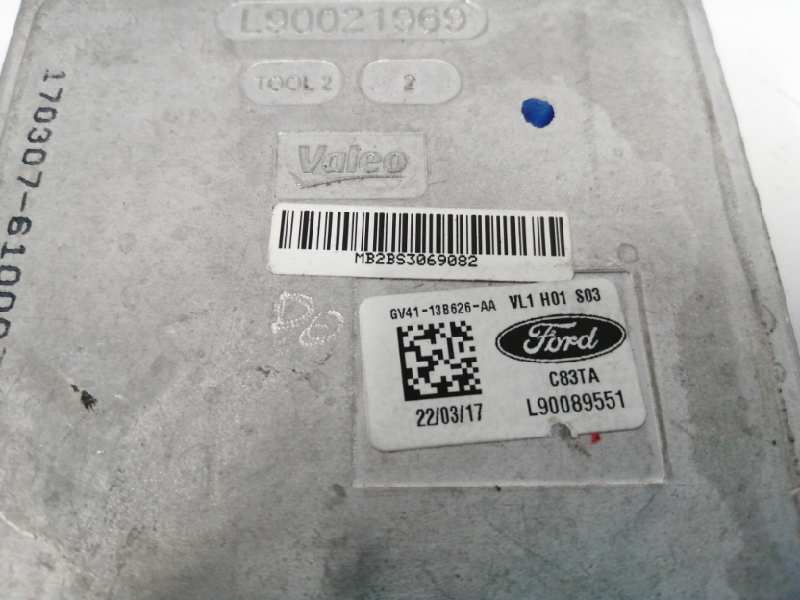 L90021969
TOOL 2
2
Valeo
MB2BS3069082
GV41-13B626-AA VL1 H01 S03
Ford
C83TA
22/03/17 L90089551